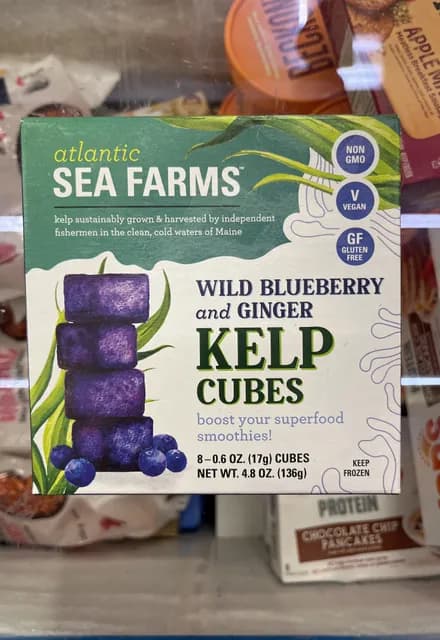 atlantic
SEA FARMS™
kelp sustainably grown & harvested by independent
fishermen in the clean, cold waters of Maine
NON
GMO
V
VEGAN
GF
GLUTEN
FREE
WILD BLUEBERRY
and GINGER
KELP
CUBES
boost your superfood
smoothies!
8–0.6 OZ. (17g) CUBES
NET WT. 4.8 OZ. (136g)
KEEP
FROZEN
PROTEIN
CHOCOLATE CHIP
PANCAKES